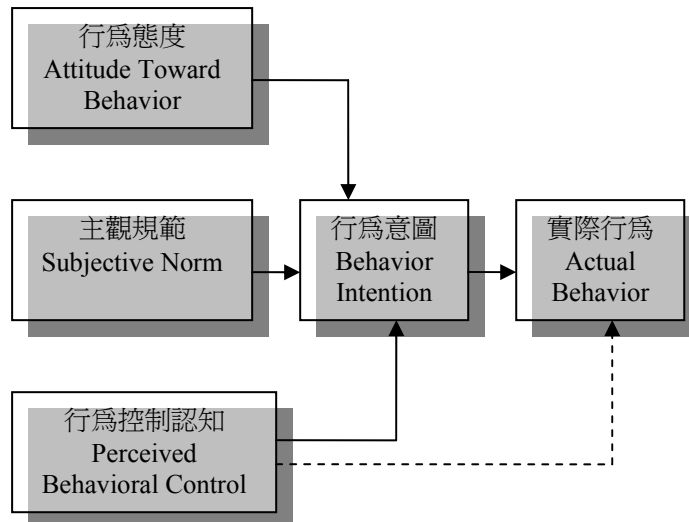 行爲態度
Attitude Toward
Behavior
主觀規範
Subjective Norm
行爲意圖
Behavior
Intention
實際行爲
Actual
Behavior
行爲控制認知
Perceived
Behavioral Control